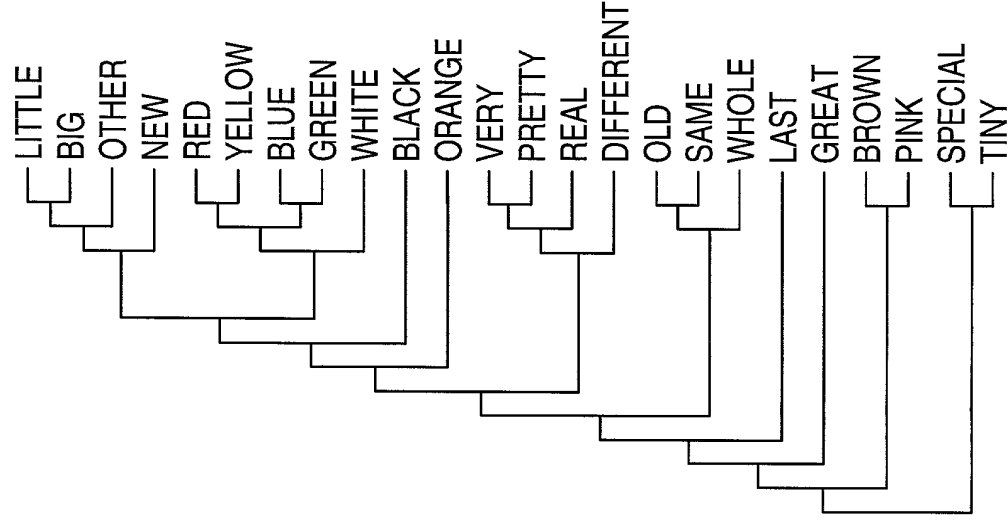 LITTLE
BIG
OTHER
NEW
RED
YELLOW
BLUE
GREEN
WHITE
BLACK
ORANGE
VERY
PRETTY
REAL
DIFFERENT
OLD
SAME
WHOLE
LAST
GREAT
BROWN
PINK
SPECIAL
TINY